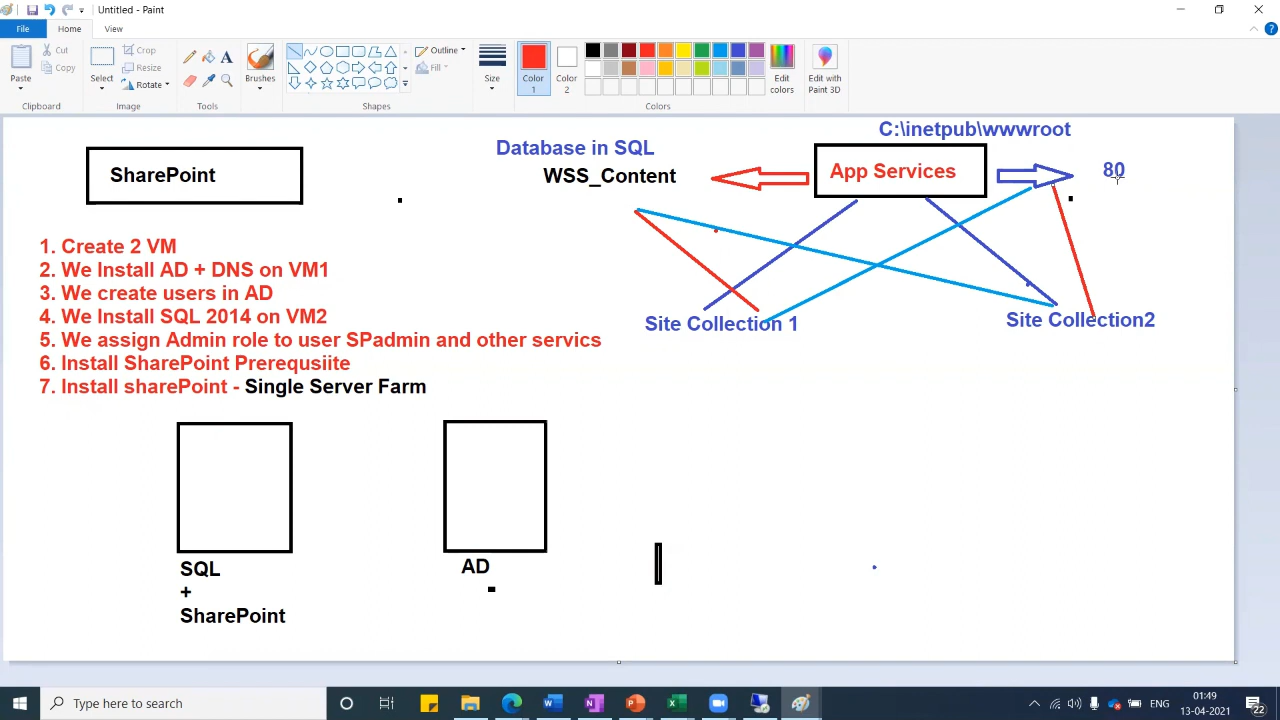 Untitled - Paint
File
Home
View
Paste
Cut
Copy
Clipboard
Select
Crop
Resize
Rotate
Image
Tools
Brushes
Outline
Fill
Shapes
Size
Color 1
Color 2
Edit colors
Colors
Edit with Paint 3D
C:\inetpub\wwwroot
Database in SQL
SharePoint
WSS_Content
App Services
80
1. Create 2 VM
2. We Install AD + DNS on VM1
3. We create users in AD
4. We Install SQL 2014 on VM2
5. We assign Admin role to user SPadmin and other servics
6. Install SharePoint Prerequsiite
7. Install sharePoint - Single Server Farm
Site Collection 1
Site Collection2
SQL
+
SharePoint
AD
Type here to search
ENG
01:49
13-04-2021
22